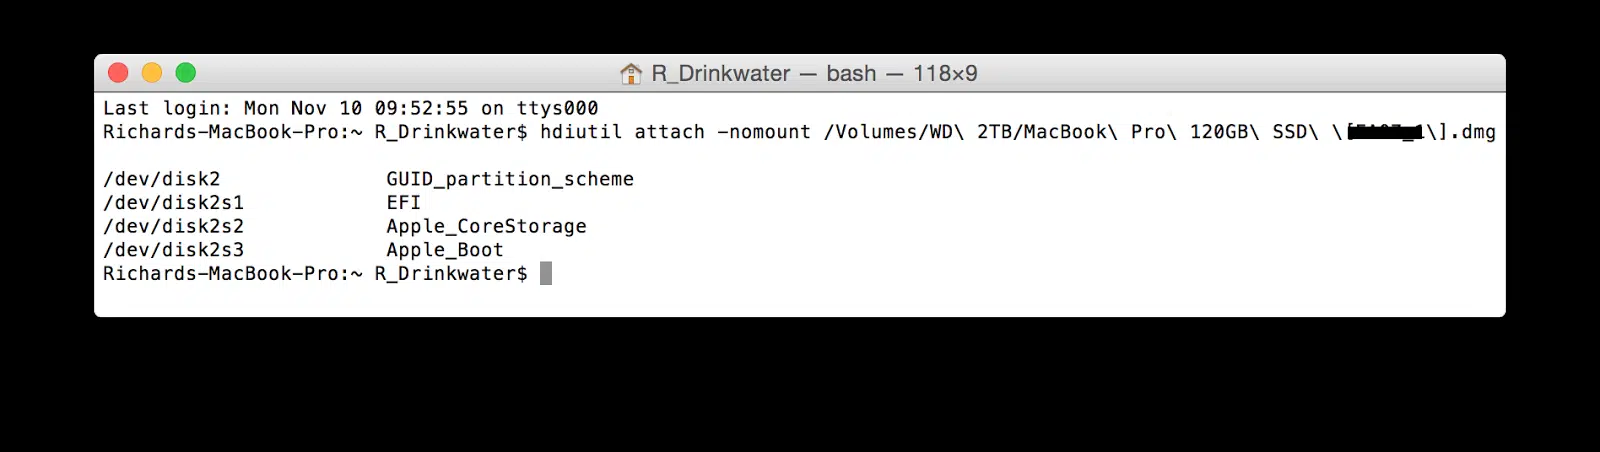 R_Drinkwater — bash — 118×9
Last login: Mon Nov 10 09:52:55 on ttys000
Richards-MacBook-Pro:~ R_Drinkwater$ hdiutil attach -nomount /Volumes/WD\ 2TB/MacBook\ Pro\ 120GB\ SSD\ \[ \].dmg
/dev/disk2 GUID_partition_scheme
/dev/disk2s1 EFI
/dev/disk2s2 Apple_CoreStorage
/dev/disk2s3 Apple_Boot
Richards-MacBook-Pro:~ R_Drinkwater$